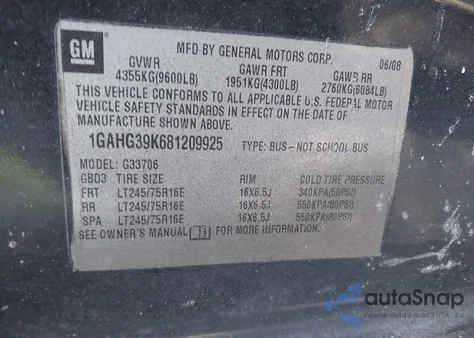 GM
MFD BY GENERAL MOTORS CORP. 06/08
GVWR GAWR FRT GAWR RR
4355KG(9600LB) 1951KG(4300LB) 2760KG(6084LB)
THIS VEHICLE CONFORMS TO ALL APPLICABLE U.S. FEDERAL MOTOR
VEHICLE SAFETY STANDARDS IN EFFECT ON THE DATE OF
MANUFACTURE SHOWN ABOVE.
1GAHG39K681209925 TYPE: BUS–NOT SCHOOL BUS
MODEL: G33706
GBD3 TIRE SIZE RIM COLD TIRE PRESSURE
FRT LT245/75R16E 16X6.5J 340KPA(50PSI)
RR LT245/75R16E 16X6.5J 550KPA(80PSI)
SPA LT245/75R16E 16X6.5J 550KPA(80PSI)
SEE OWNER'S MANUAL i FOR MORE INFORMATION.
autoSnap